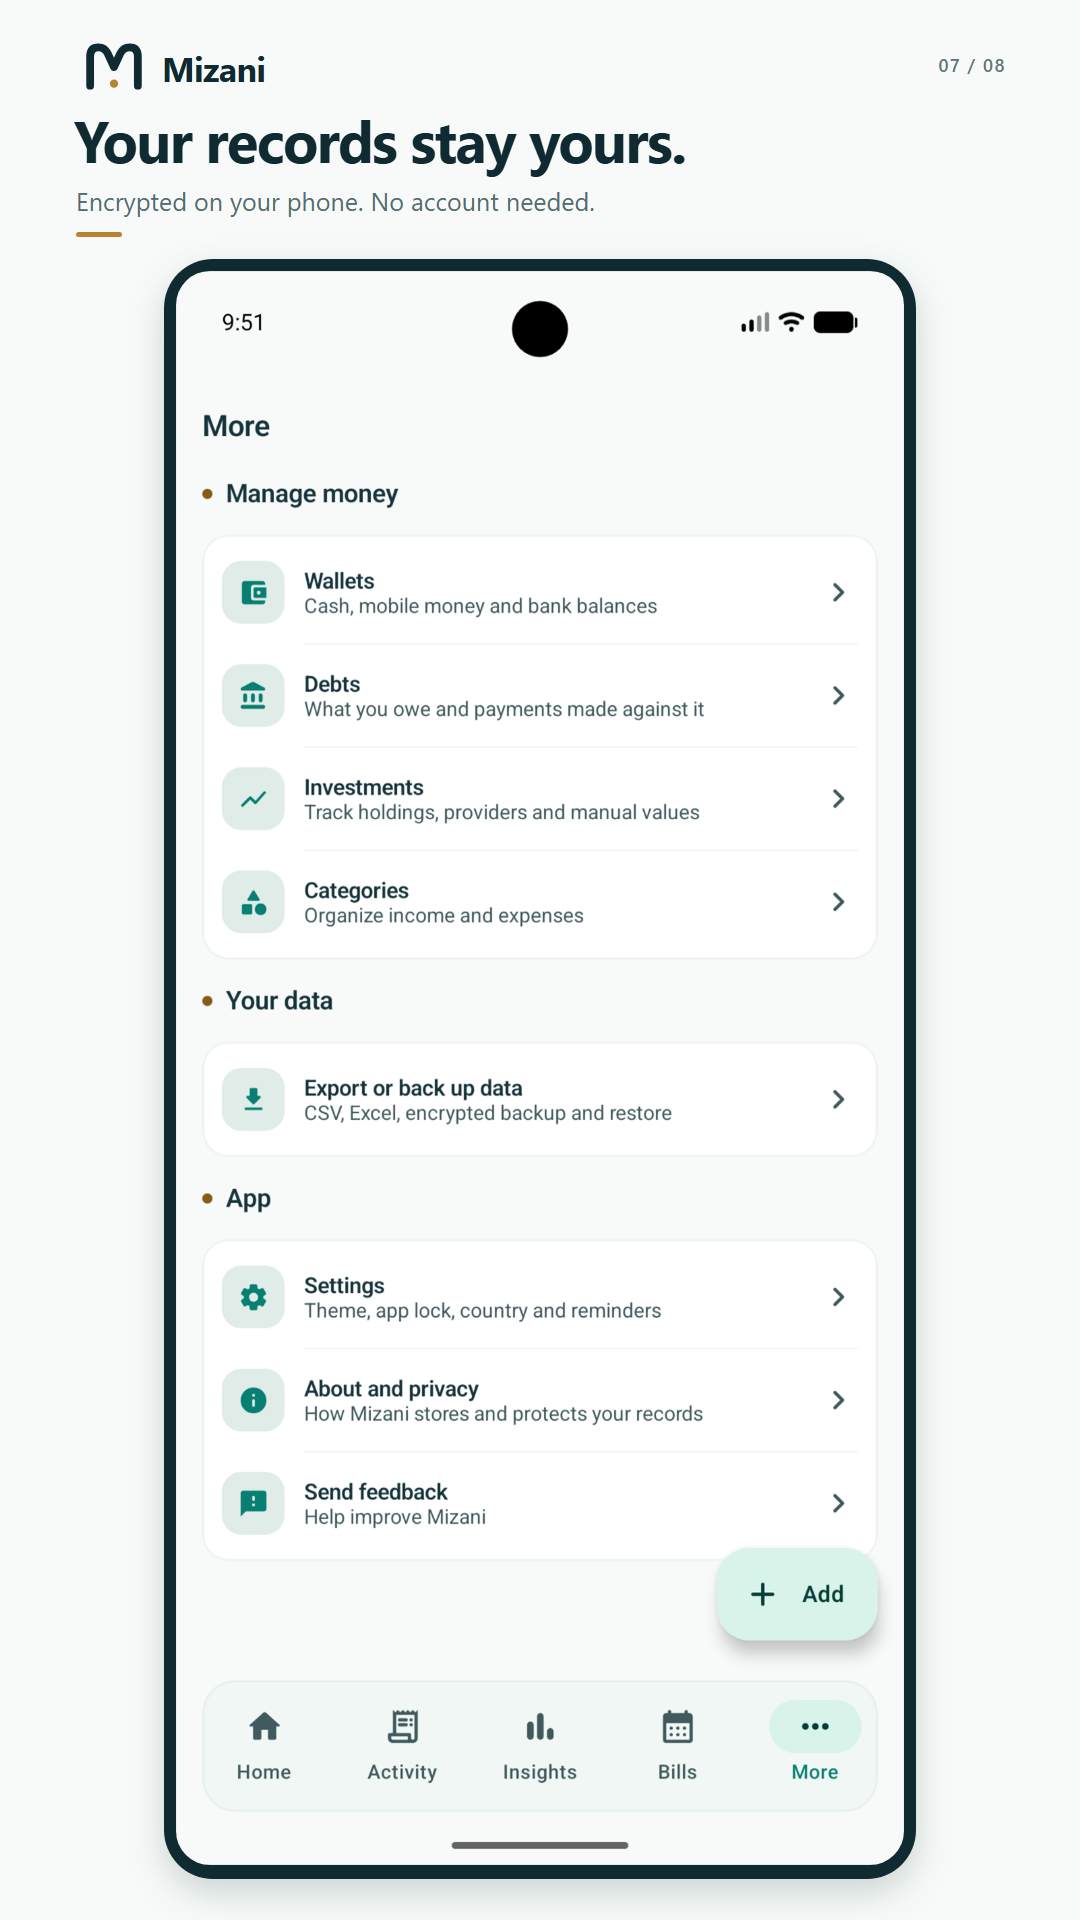 Mizani
07 / 08
Your records stay yours.
Encrypted on your phone. No account needed.
9:51
More
Manage money
Wallets
Cash, mobile money and bank balances
Debts
What you owe and payments made against it
Investments
Track holdings, providers and manual values
Categories
Organize income and expenses
Your data
Export or back up data
CSV, Excel, encrypted backup and restore
App
Settings
Theme, app lock, country and reminders
About and privacy
How Mizani stores and protects your records
Send feedback
Help improve Mizani
Add
Home
Activity
Insights
Bills
More